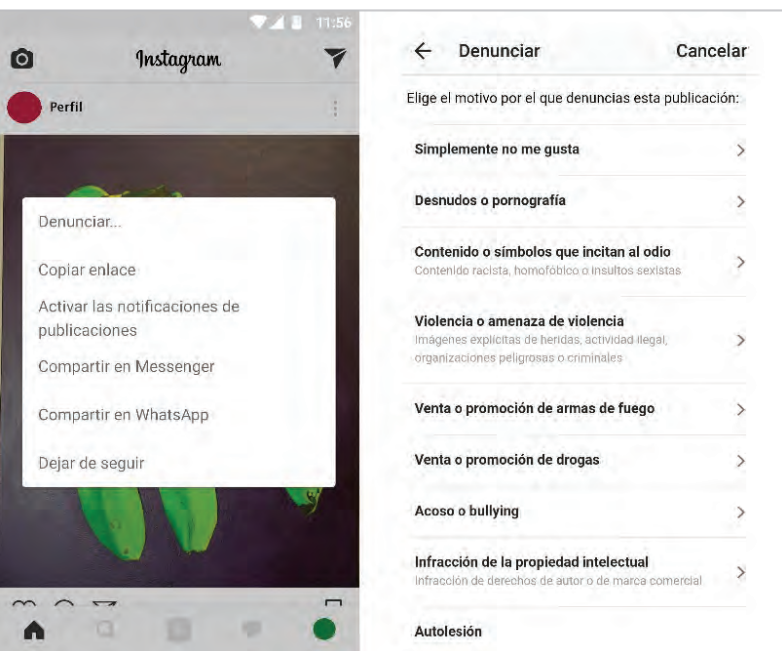 11:56
Instagram
Perfil
Denunciar...
Copiar enlace
Activar las notificaciones de
publicaciones
Compartir en Messenger
Compartir en WhatsApp
Dejar de seguir
Denunciar
Cancelar
Elige el motivo por el que denuncias esta publicación:
Simplemente no me gusta
Desnudos o pornografía
Contenido o símbolos que incitan al odio
Contenido racista, homofóbico o insultos sexistas
Violencia o amenaza de violencia
Imágenes explícitas de heridas, actividad ilegal,
organizaciones peligrosas o criminales
Venta o promoción de armas de fuego
Venta o promoción de drogas
Acoso o bullying
Infracción de la propiedad intelectual
Infracción de derechos de autor o de marca comercial
Autolesión